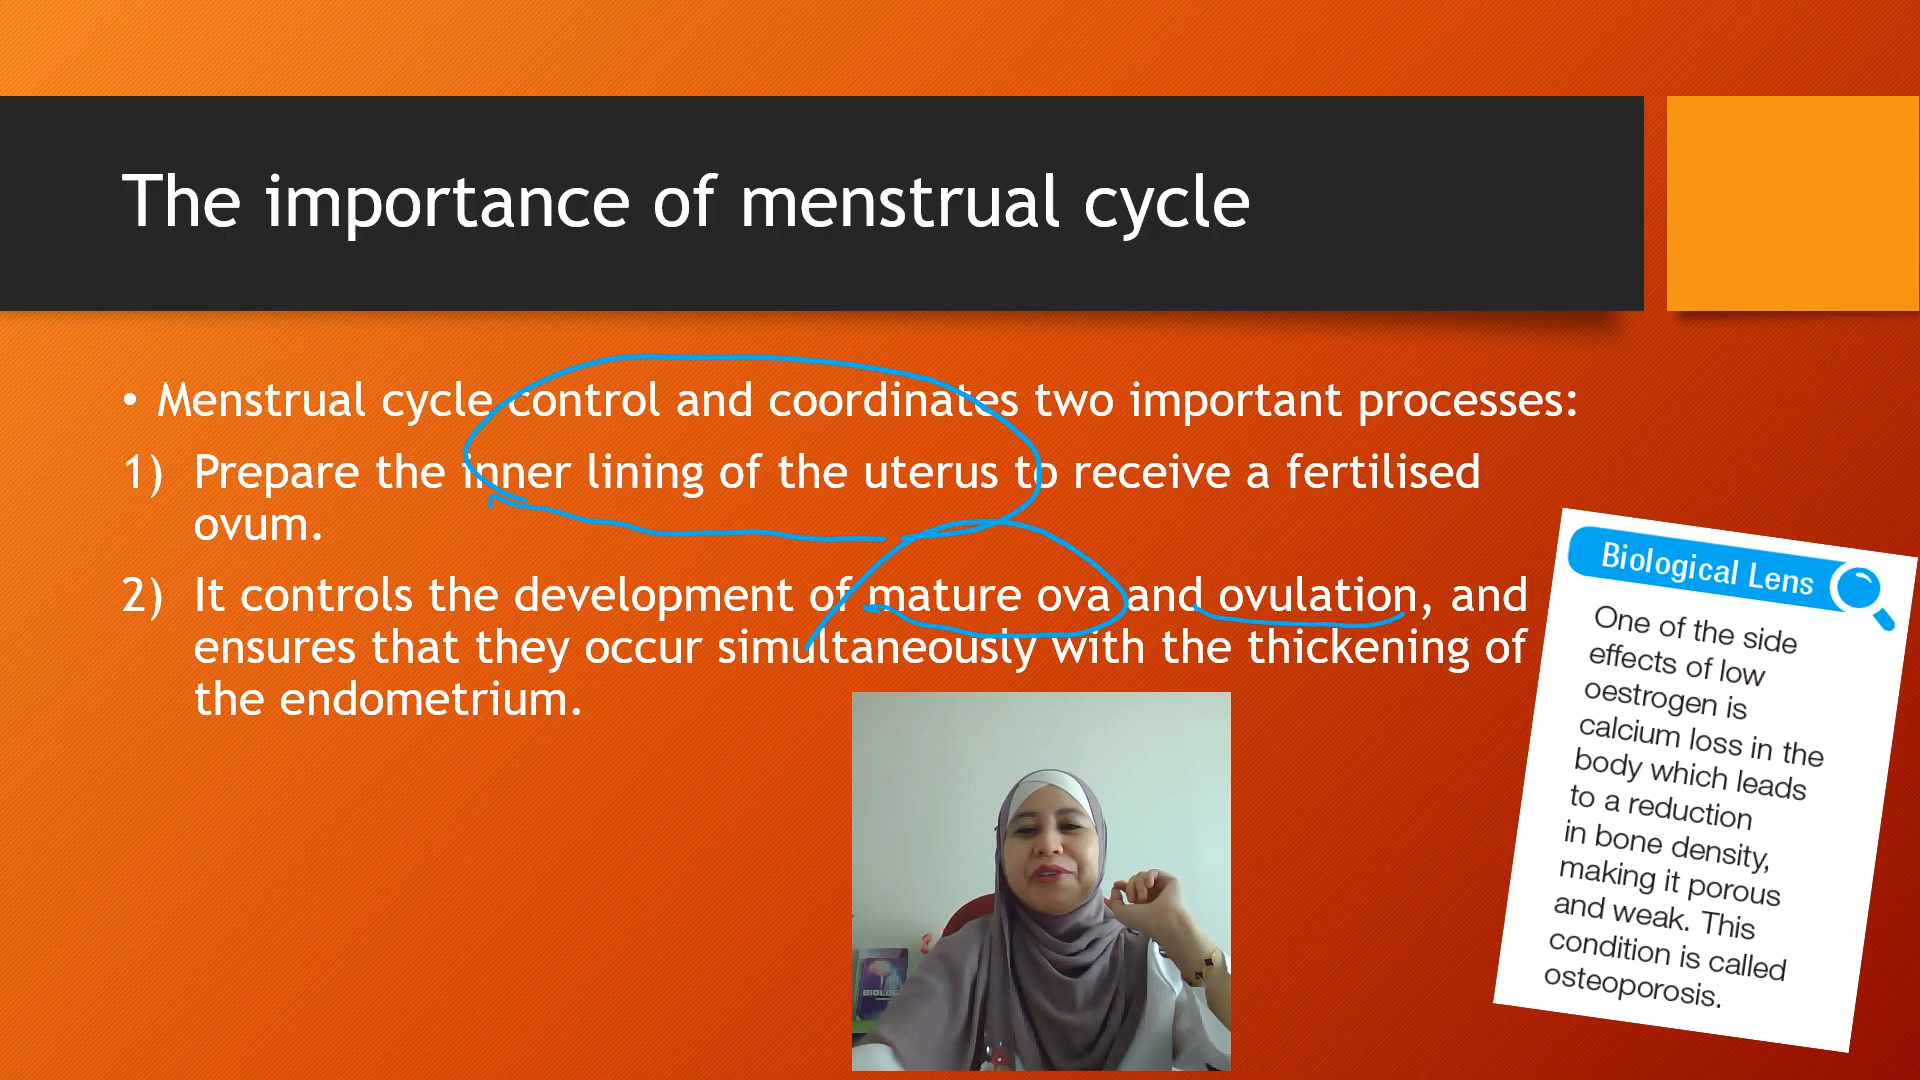 The importance of menstrual cycle
• Menstrual cycle control and coordinates two important processes:
1) Prepare the inner lining of the uterus to receive a fertilised
ovum.
2) It controls the development of mature ova and ovulation, and
ensures that they occur simultaneously with the thickening of
the endometrium.
Biological Lens
One of the side
effects of low
oestrogen is
calcium loss in the
body which leads
to a reduction
in bone density,
making it porous
and weak. This
condition is called
osteoporosis.